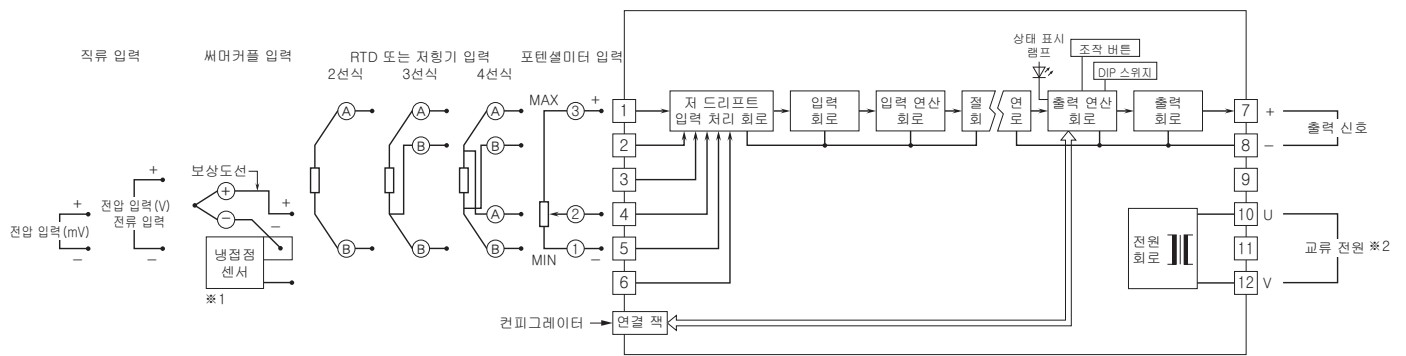 직류 입력
전압 입력(mV)
+
−
전압 입력(V)
전류 입력
+
−
써머커플 입력
보상도선
+
−
+
−
냉접점
센서
※1
RTD 또는 저항기 입력
2선식
A
B
3선식
A
B
B
4선식
A
B
A
B
포텐셜미터 입력
MAX
3
+
2
MIN
1
−
컨피그레이터
1
2
3
4
5
6
연결 잭
저 드리프트
입력 처리 회로
입력
회로
입력 연산
회로
절 연
회 로
상태 표시
램프
조작 버튼
DIP 스위치
출력 연산
회로
출력
회로
전원
회로
7
+
8
−
출력 신호
9
10
U
11
12
V
교류 전원 ※2